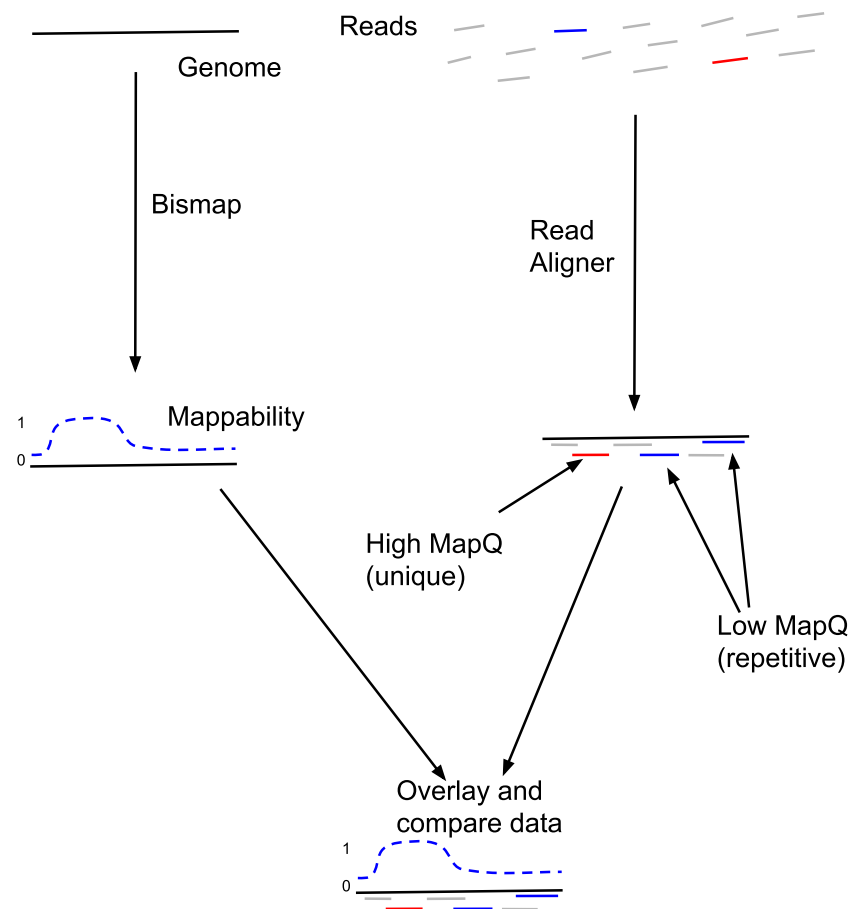 Reads
Genome
Bismap
Read
Aligner
Mappability
1
0
High MapQ
(unique)
Low MapQ
(repetitive)
Overlay and
compare data
1
0